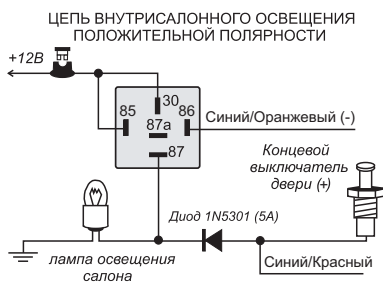 ЦЕПЬ ВНУТРИСАЛОННОГО ОСВЕЩЕНИЯ
ПОЛОЖИТЕЛЬНОЙ ПОЛЯРНОСТИ
+12В
30
85
87а
86
87
Синий/Оранжевый (-)
Концевой
выключатель
двери (+)
Диод 1N5301 (5А)
лампа освещения
салона
Синий/Красный